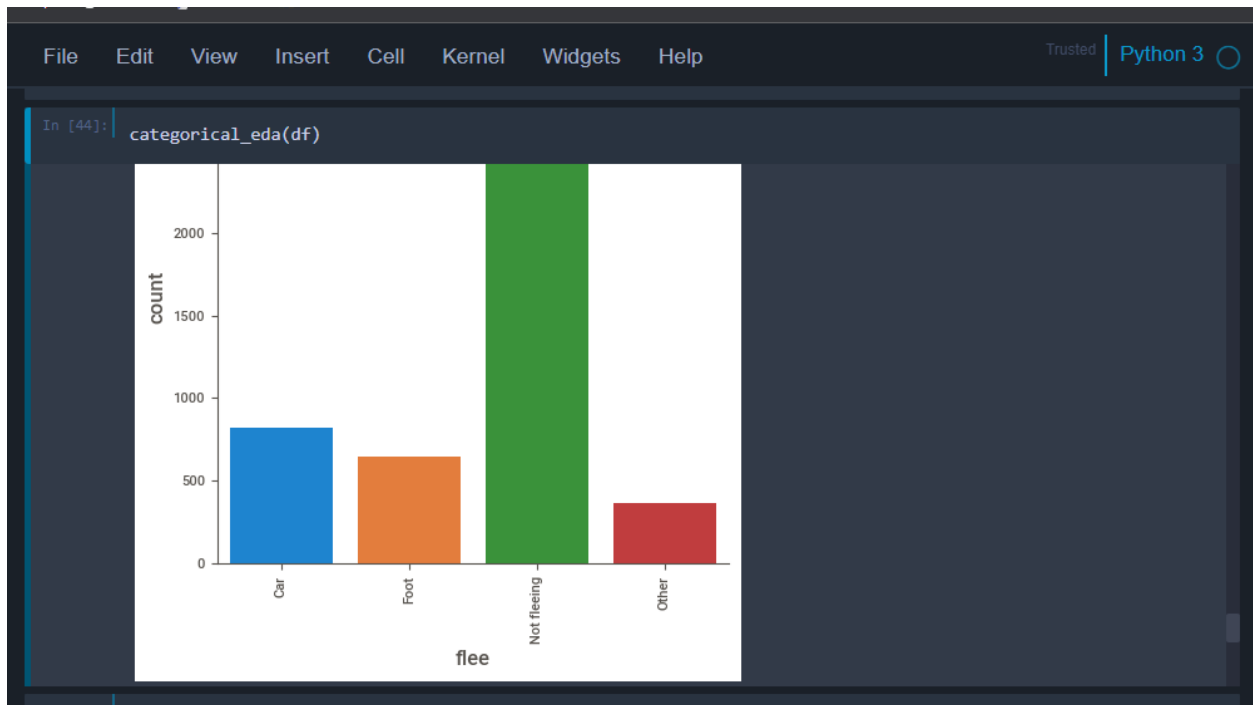 File Edit View Insert Cell Kernel Widgets Help Trusted Python 3
In [44]: categorical_eda(df)
2000
1500
1000
500
0
count
Car Foot Not fleeing Other
flee